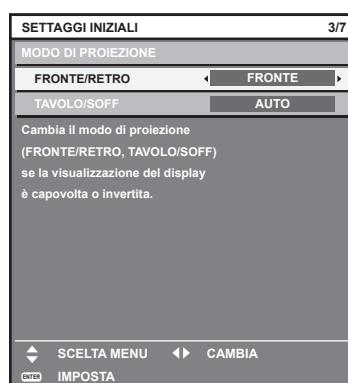 SETTAGGI INIZIALI 3/7
MODO DI PROIEZIONE
FRONTE/RETRO FRONTE
TAVOLO/SOFF AUTO
Cambia il modo di proiezione
(FRONTE/RETRO, TAVOLO/SOFF)
se la visualizzazione del display
è capovolta o invertita.
SCELTA MENU CAMBIA
ENTER IMPOSTA